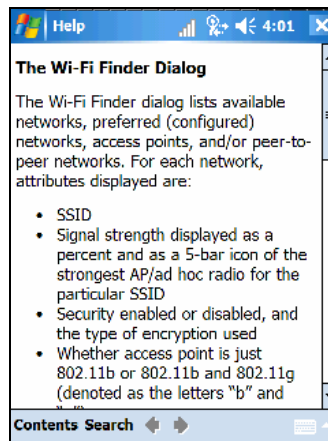 Help 4:01
The Wi-Fi Finder Dialog
The Wi-Fi Finder dialog lists available
networks, preferred (configured)
networks, access points, and/or peer-to-
peer networks. For each network,
attributes displayed are:
• SSID
• Signal strength displayed as a
percent and as a 5-bar icon of the
strongest AP/ad hoc radio for the
particular SSID
• Security enabled or disabled, and
the type of encryption used
• Whether access point is just
802.11b or 802.11b and 802.11g
(denoted as the letters “b” and
Contents Search